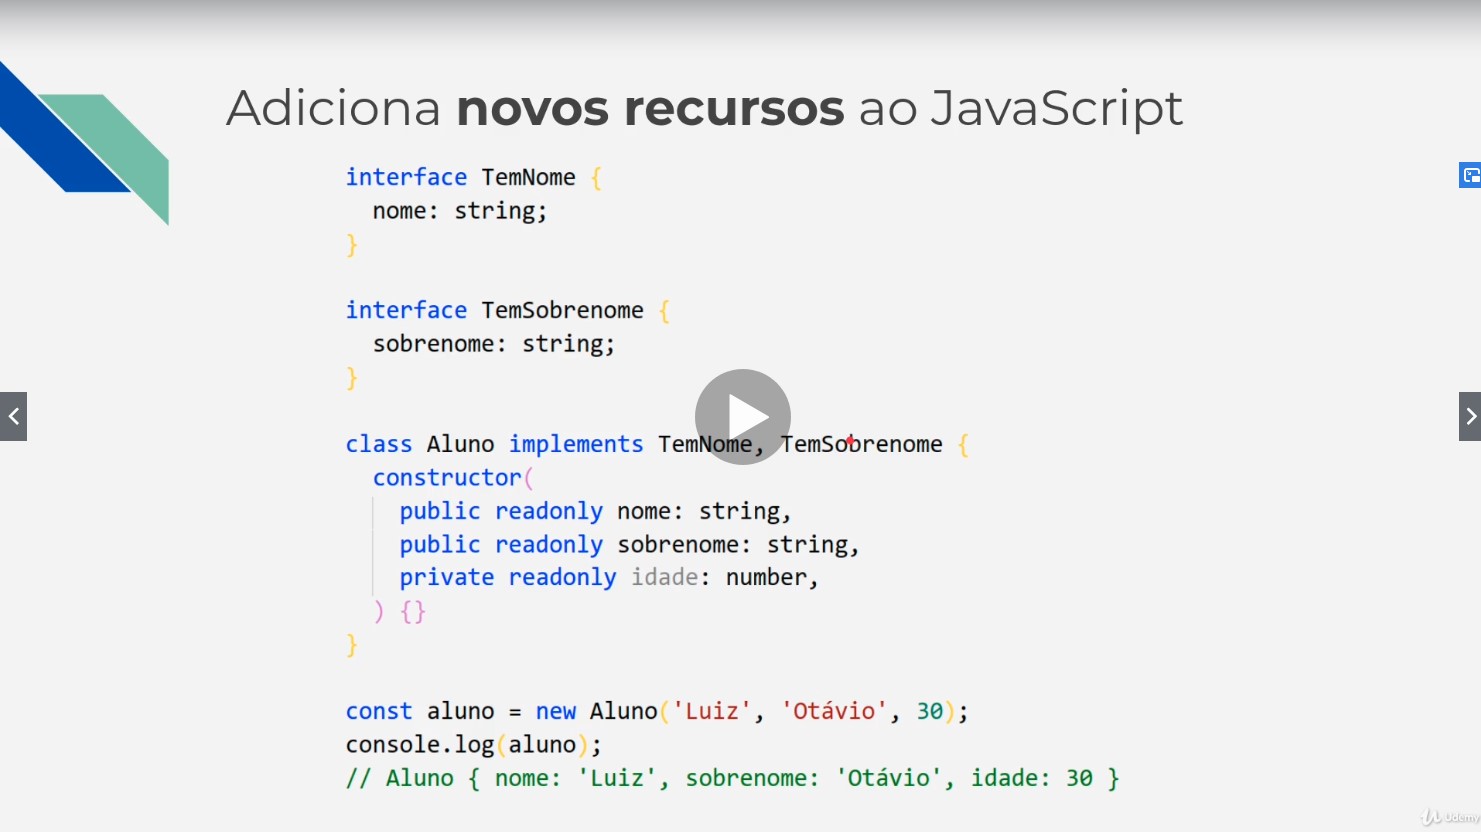 Adiciona novos recursos ao JavaScript
interface TemNome {
  nome: string;
}
interface TemSobrenome {
  sobrenome: string;
}
class Aluno implements TemNome, TemSobrenome {
  constructor(
    public readonly nome: string,
    public readonly sobrenome: string,
    private readonly idade: number,
  ) {}
}
const aluno = new Aluno('Luiz', 'Otávio', 30);
console.log(aluno);
// Aluno { nome: 'Luiz', sobrenome: 'Otávio', idade: 30 }
Udemy